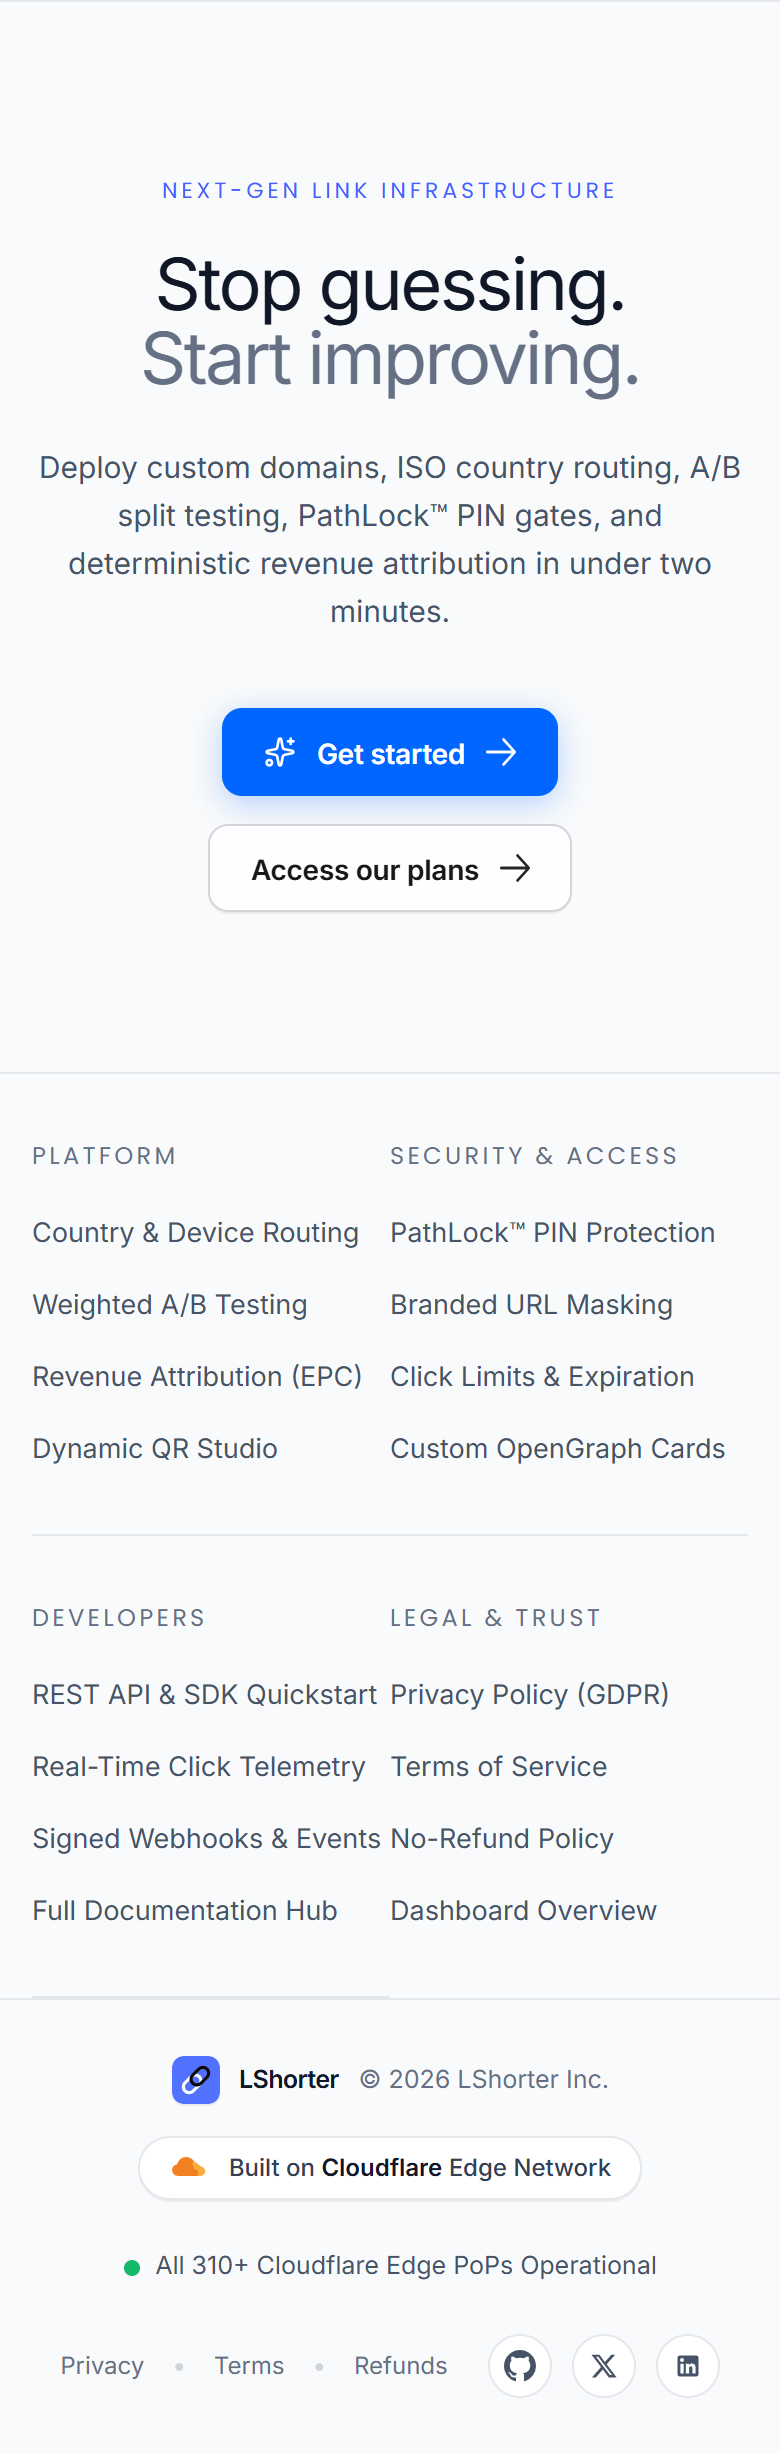 NEXT-GEN LINK INFRASTRUCTURE
Stop guessing.
Start improving.
Deploy custom domains, ISO country routing, A/B
split testing, PathLock™ PIN gates, and
deterministic revenue attribution in under two
minutes.
Get started
Access our plans
PLATFORM
Country & Device Routing
Weighted A/B Testing
Revenue Attribution (EPC)
Dynamic QR Studio
SECURITY & ACCESS
PathLock™ PIN Protection
Branded URL Masking
Click Limits & Expiration
Custom OpenGraph Cards
DEVELOPERS
REST API & SDK Quickstart
Real-Time Click Telemetry
Signed Webhooks & Events
Full Documentation Hub
LEGAL & TRUST
Privacy Policy (GDPR)
Terms of Service
No-Refund Policy
Dashboard Overview
LShorter © 2026 LShorter Inc.
Built on Cloudflare Edge Network
All 310+ Cloudflare Edge PoPs Operational
Privacy • Terms • Refunds